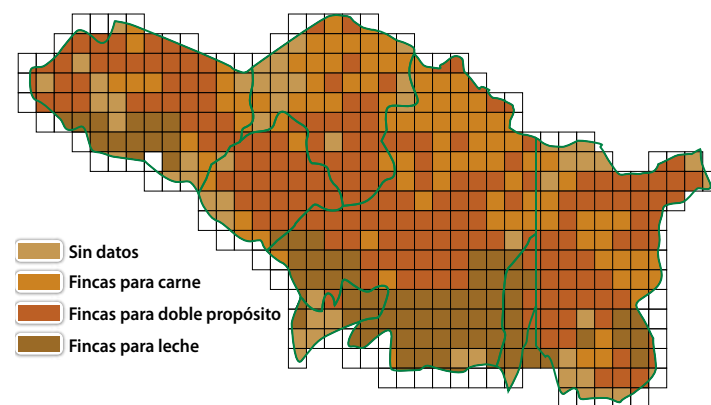 Sin datos
Fincas para carne
Fincas para doble propósito
Fincas para leche